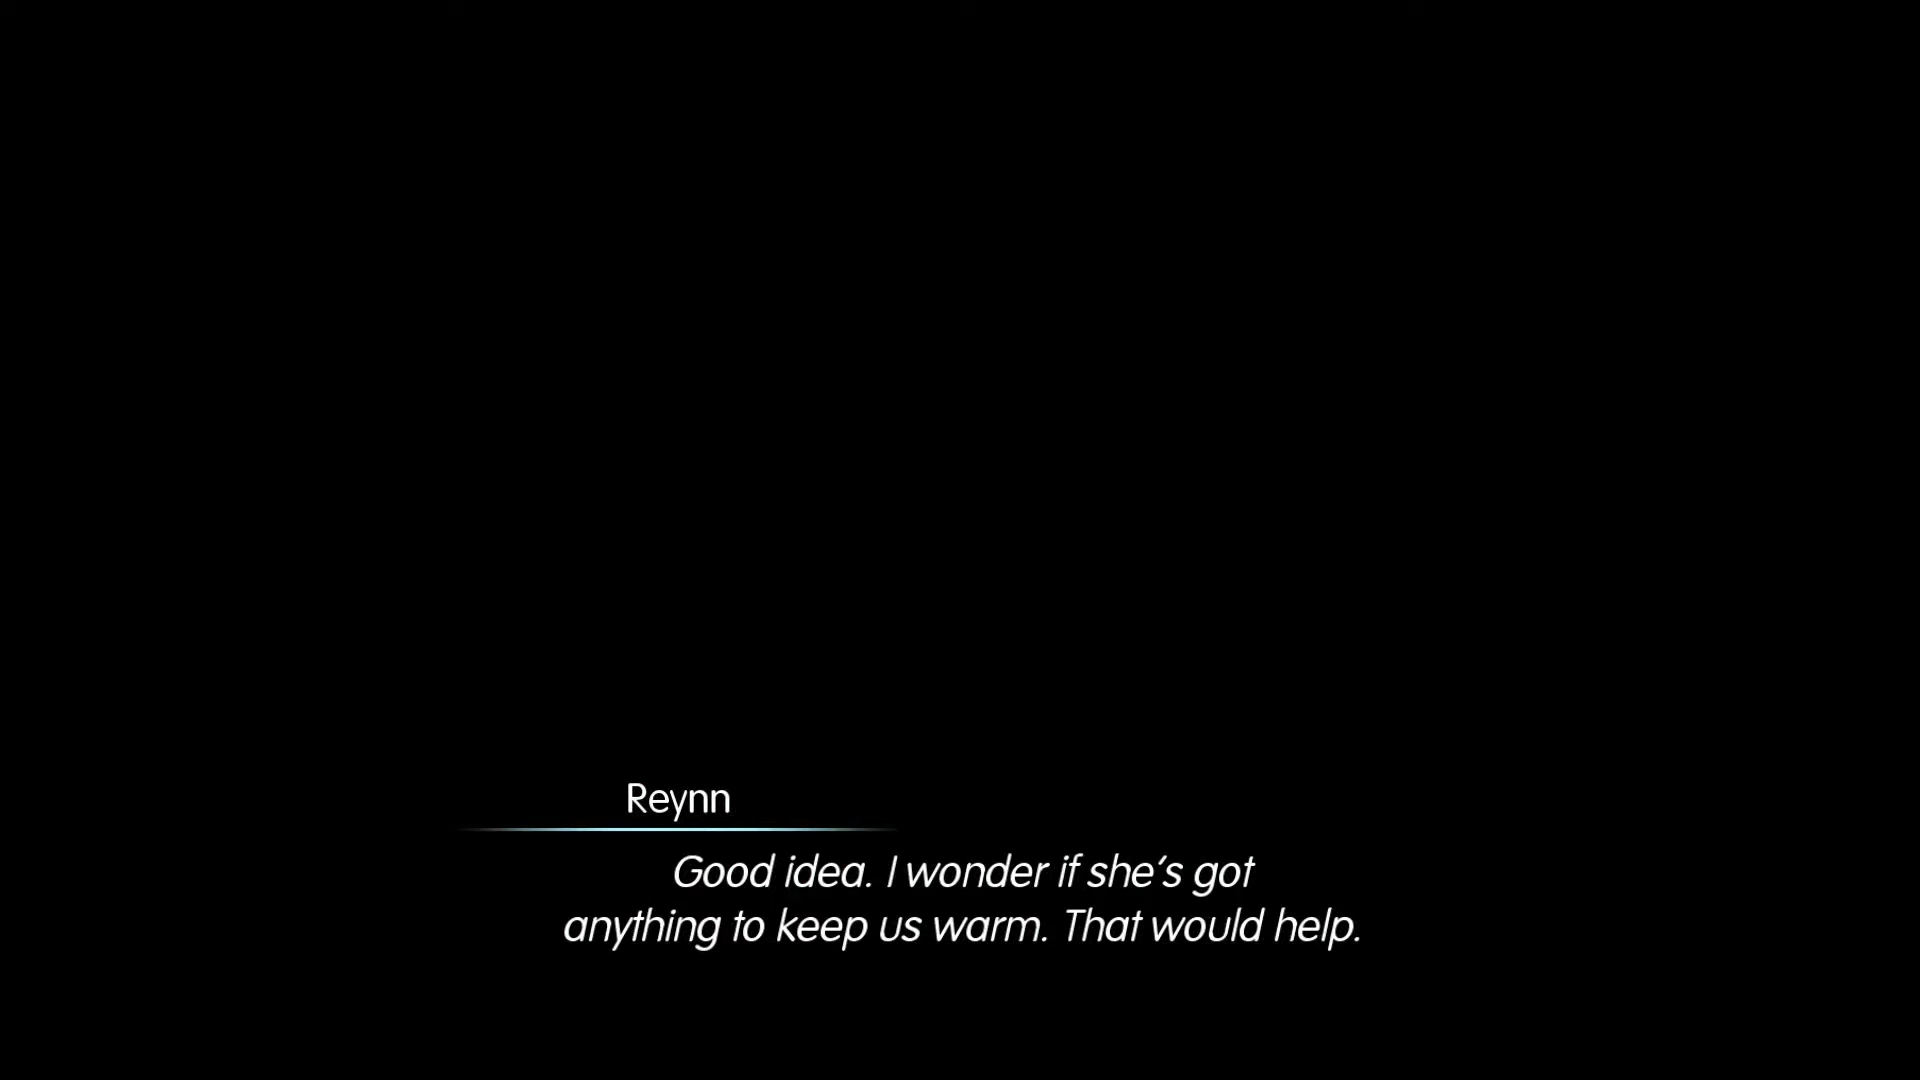 Reynn
Good idea. I wonder if she's got
anything to keep us warm. That would help.